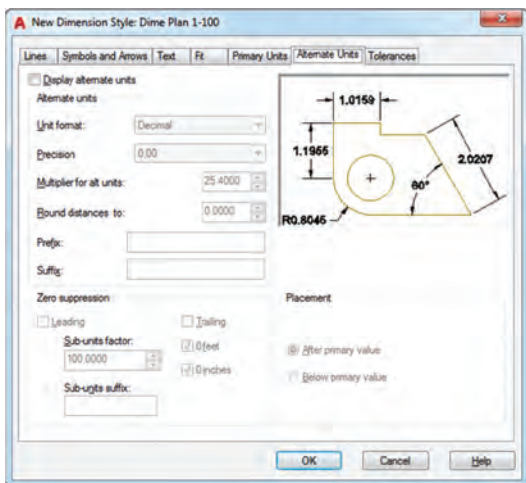 New Dimension Style: Dime Plan 1-100
Lines Symbols and Arrows Text Fit Primary Units Alternate Units Tolerances
Display alternate units
Alternate units
Unit format: Decimal
Precision 0.00
Multiplier for alt units: 25.4000
Round distances to: 0.0000
Prefix:
Suffix:
1.0159
1.1955
2.0207
60°
R0.8045
Zero suppression
Leading
Trailing
Sub-units factor:
100.0000
0 feet
0 inches
Sub-units suffix:
Placement
After primary value
Below primary value
OK Cancel Help